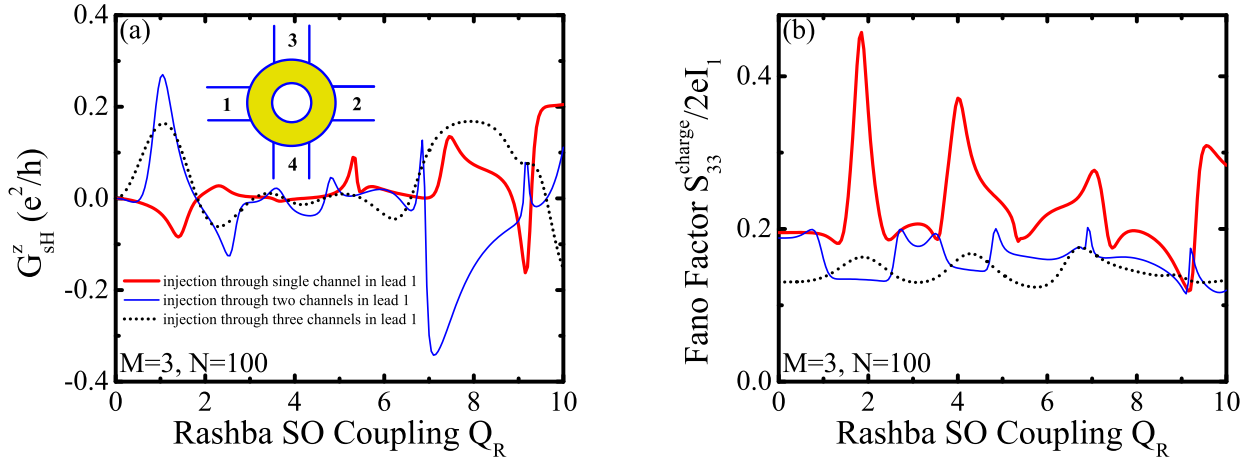 (a)
0.4
0.2
0.0
-0.2
-0.4
G^z_sH (e^2/h)
3
1
2
4
injection through single channel in lead 1
injection through two channels in lead 1
injection through three channels in lead 1
M=3, N=100
0 2 4 6 8 10
Rashba SO Coupling Q_R
(b)
0.4
0.2
0.0
Fano Factor S^charge_33/2eI_1
M=3, N=100
0 2 4 6 8 10
Rashba SO Coupling Q_R